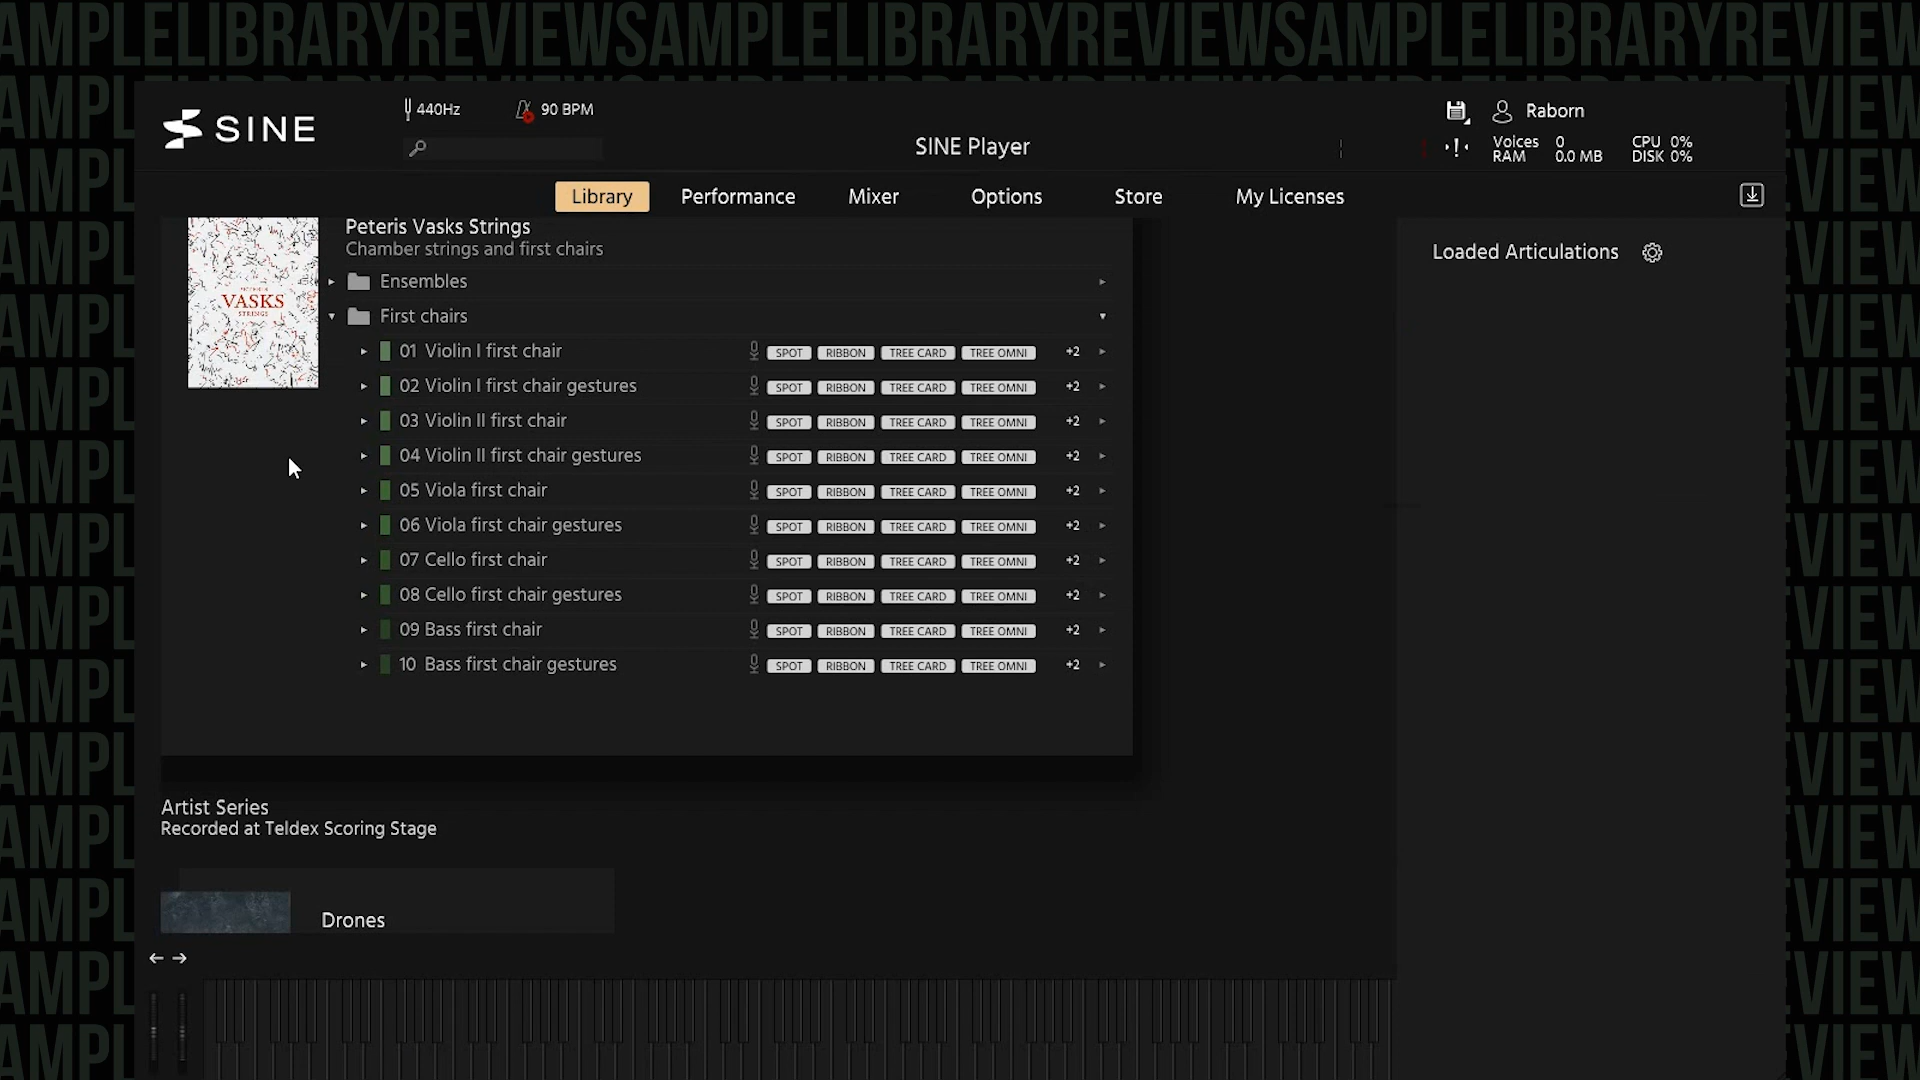 AMPLELIBRARYREVIEWSAMPLELIBRARYREVIEWSAMPLELIBRARYREVIEW
SINE
440Hz
90 BPM
SINE Player
Raborn
Voices 0
RAM 0.0 MB
CPU 0%
DISK 0%
Library Performance Mixer Options Store My Licenses
VASKS
STRINGS
Peteris Vasks Strings
Chamber strings and first chairs
Ensembles
First chairs
01 Violin I first chair SPOT RIBBON TREE CARD TREE OMNI +2
02 Violin I first chair gestures SPOT RIBBON TREE CARD TREE OMNI +2
03 Violin II first chair SPOT RIBBON TREE CARD TREE OMNI +2
04 Violin II first chair gestures SPOT RIBBON TREE CARD TREE OMNI +2
05 Viola first chair SPOT RIBBON TREE CARD TREE OMNI +2
06 Viola first chair gestures SPOT RIBBON TREE CARD TREE OMNI +2
07 Cello first chair SPOT RIBBON TREE CARD TREE OMNI +2
08 Cello first chair gestures SPOT RIBBON TREE CARD TREE OMNI +2
09 Bass first chair SPOT RIBBON TREE CARD TREE OMNI +2
10 Bass first chair gestures SPOT RIBBON TREE CARD TREE OMNI +2
Loaded Articulations
Artist Series
Recorded at Teldex Scoring Stage
Drones